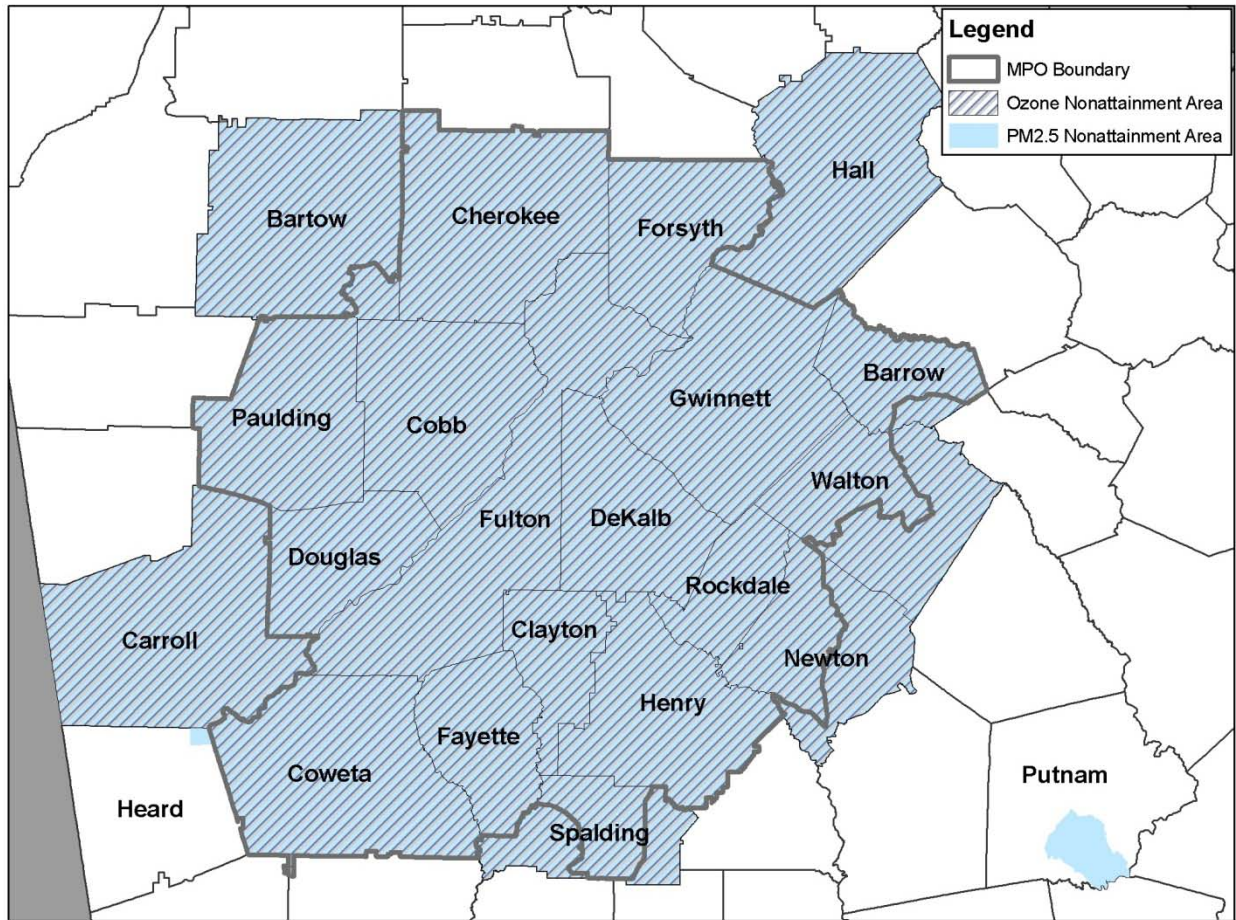 Legend
MPO Boundary
Ozone Nonattainment Area
PM2.5 Nonattainment Area
Hall
Bartow
Cherokee
Forsyth
Barrow
Gwinnett
Paulding
Cobb
Walton
Fulton
DeKalb
Douglas
Rockdale
Carroll
Clayton
Newton
Henry
Fayette
Coweta
Putnam
Heard
Spalding